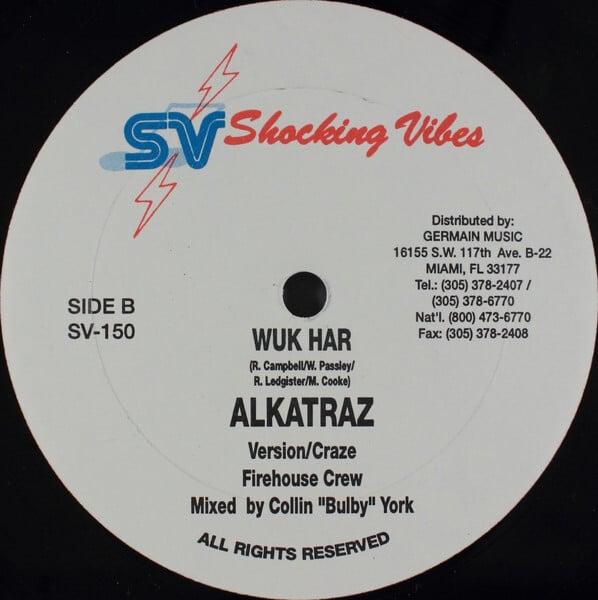 SV Shocking Vibes
Distributed by:
GERMAIN MUSIC
16155 S.W. 117th Ave. B-22
MIAMI, FL 33177
Tel.: (305) 378-2407 /
(305) 378-6770
Nat'l. (800) 473-6770
Fax: (305) 378-2408
SIDE B
SV-150
WUK HAR
(R. Campbell/W. Passley/
R. Ledgister/M. Cooke)
ALKATRAZ
Version/Craze
Firehouse Crew
Mixed by Collin "Bulby" York
ALL RIGHTS RESERVED